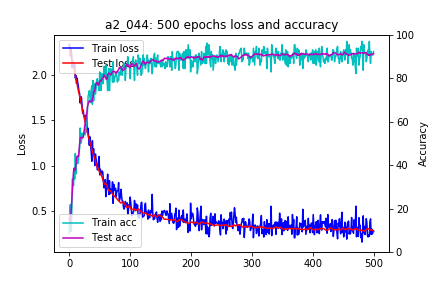 a2_044: 500 epochs loss and accuracy
Train loss
Test loss
Train acc
Test acc
Loss
2.0
1.5
1.0
0.5
Accuracy
100
80
60
40
20
0
0
100
200
300
400
500